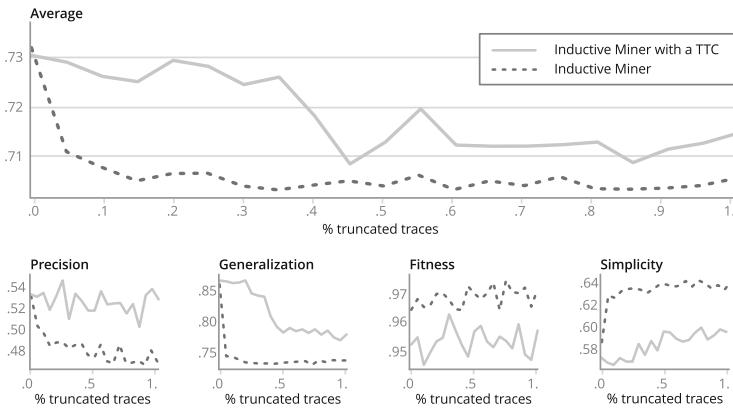 Average
.73
.72
.71
Inductive Miner with a TTC
Inductive Miner
.0 .1 .2 .3 .4 .5 .6 .7 .8 .9 1.
% truncated traces
Precision
.54
.52
.50
.48
.0 .5 1.
% truncated traces
Generalization
.85
.80
.75
.0 .5 1.
% truncated traces
Fitness
.97
.96
.95
.0 .5 1.
% truncated traces
Simplicity
.64
.62
.60
.58
.0 .5 1.
% truncated traces